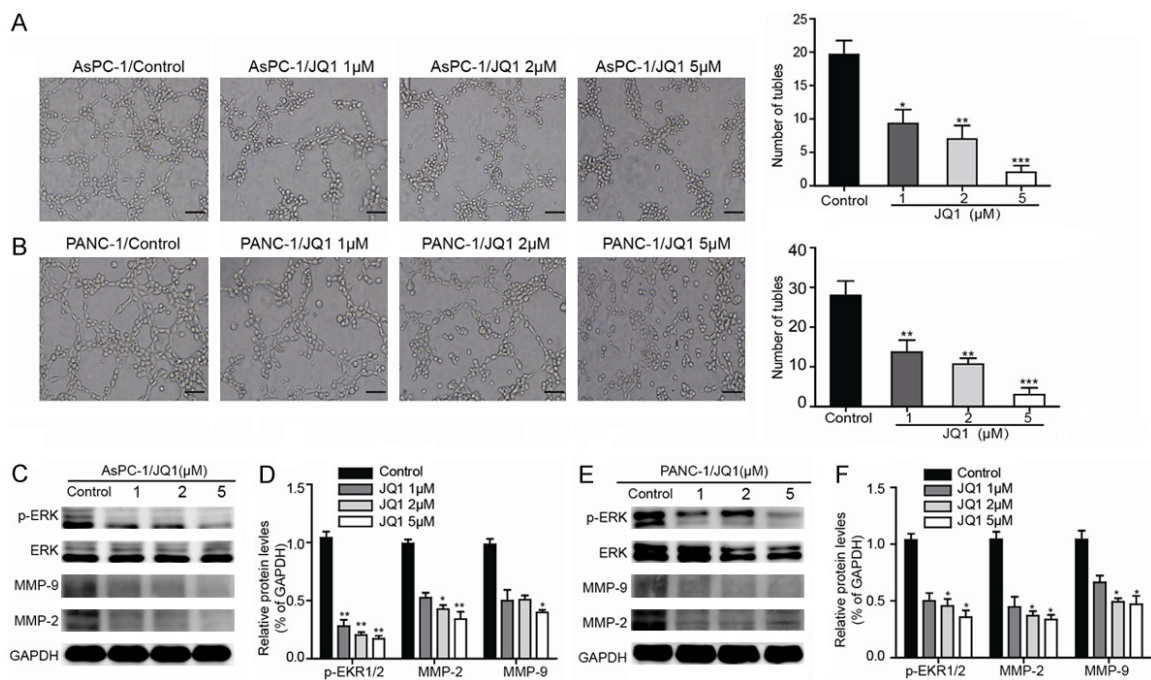 A
AsPC-1/Control
AsPC-1/JQ1 1µM
AsPC-1/JQ1 2µM
AsPC-1/JQ1 5µM
Number of tubles
25
20
15
10
5
0
*
**
***
Control
1
2
5
JQ1 (µM)
B
PANC-1/Control
PANC-1/JQ1 1µM
PANC-1/JQ1 2µM
PANC-1/JQ1 5µM
Number of tubles
40
30
20
10
0
**
**
***
Control
1
2
5
JQ1 (µM)
C
AsPC-1/JQ1(µM)
Control 1 2 5
p-ERK
ERK
MMP-9
MMP-2
GAPDH
D
Control
JQ1 1µM
JQ1 2µM
JQ1 5µM
Relative protein levles
(% of GAPDH)
1.5
1.0
0.5
0.0
** ** **
* **
*
p-EKR1/2 MMP-2 MMP-9
E
PANC-1/JQ1(µM)
Control 1 2 5
p-ERK
ERK
MMP-9
MMP-2
GAPDH
F
Control
JQ1 1µM
JQ1 2µM
JQ1 5µM
Relative protein levles
(% of GAPDH)
1.5
1.0
0.5
0.0
* *
* *
* *
p-EKR1/2 MMP-2 MMP-9